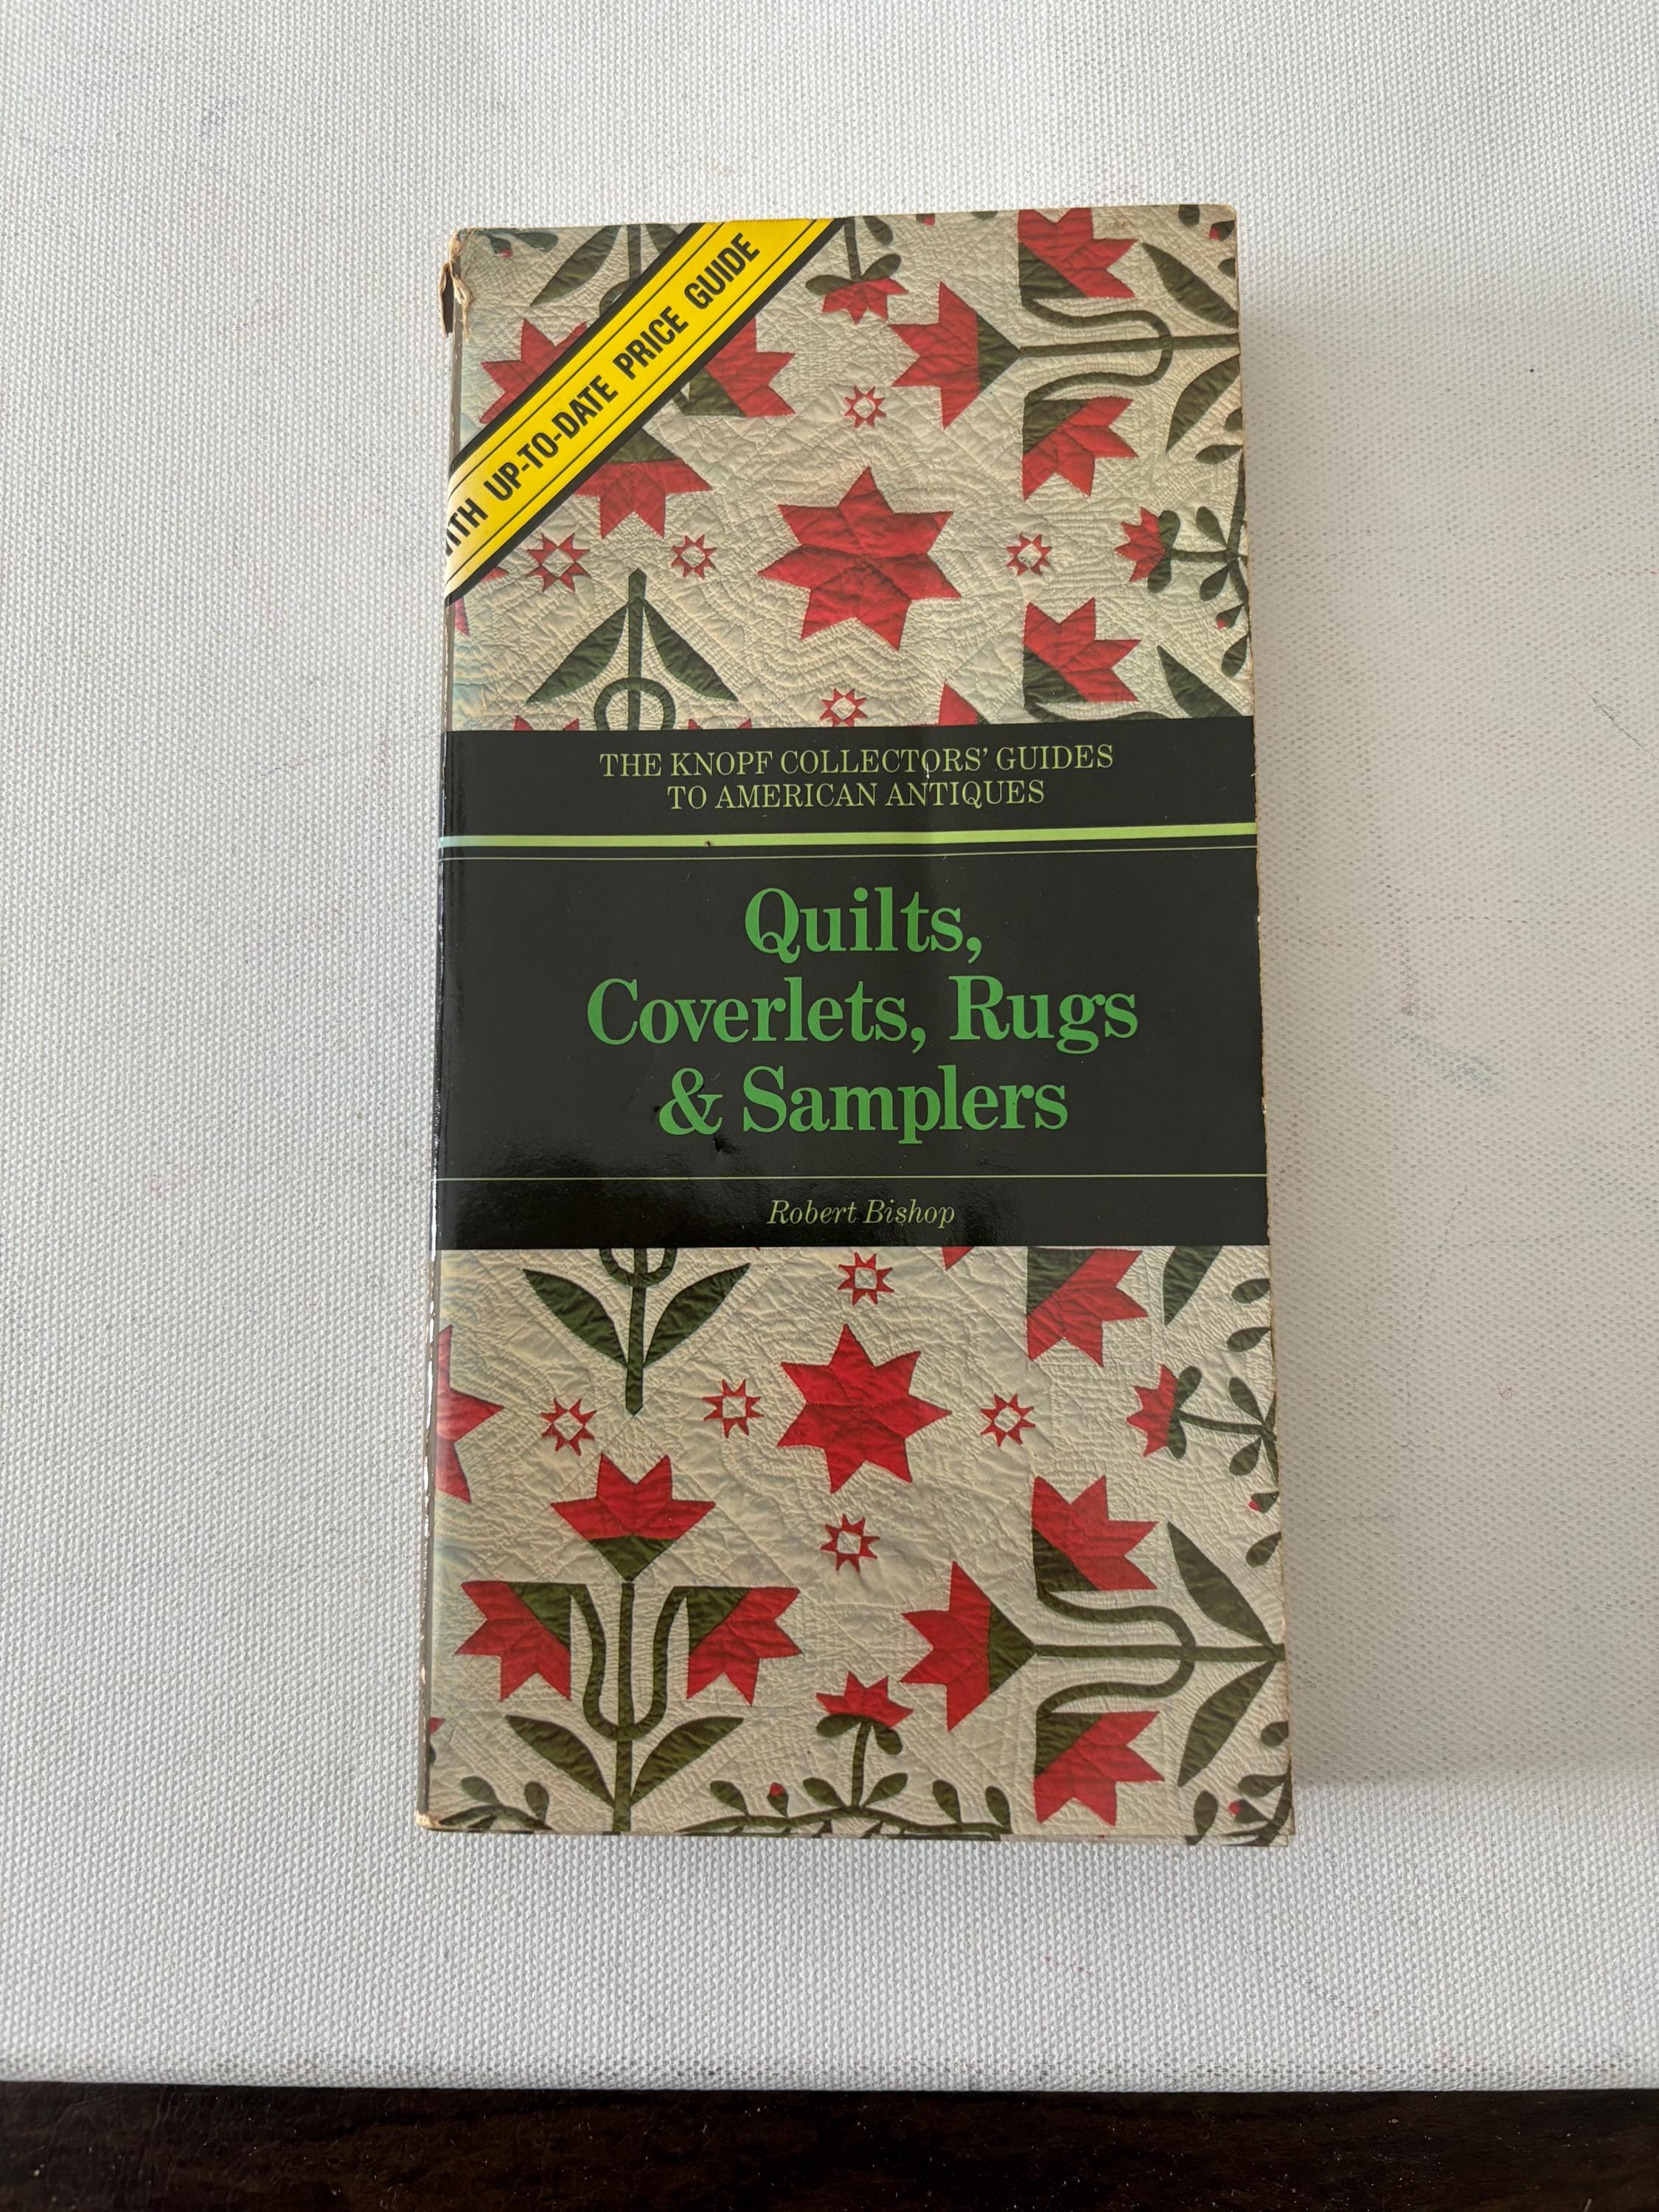 UP-TO-DATE PRICE GUIDE
THE KNOPF COLLECTORS’ GUIDES
TO AMERICAN ANTIQUES
Quilts,
Coverlets, Rugs
& Samplers
Robert Bishop